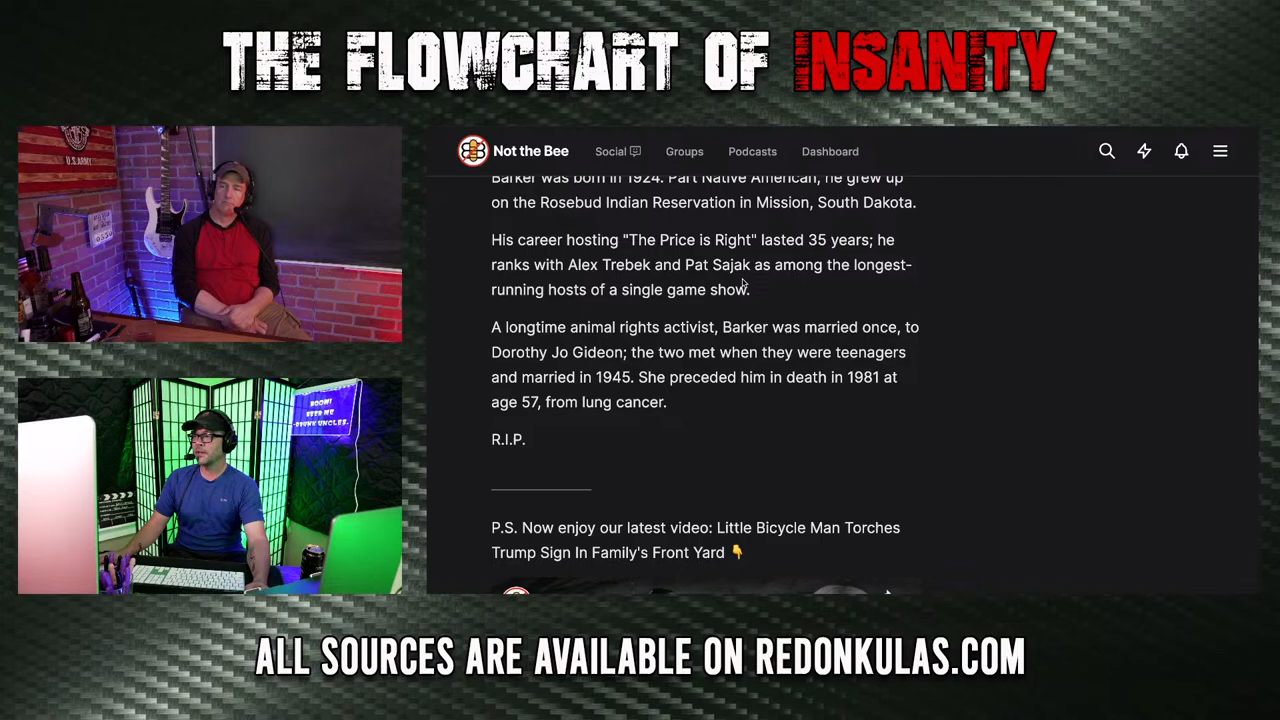 THE FLOWCHART OF INSANITY
U.S. ARMY
BOOM!
BEER ME
-DRUNK UNCLES.
Not the Bee
Social
Groups
Podcasts
Dashboard
Barker was born in 1924. Part Native American, he grew up
on the Rosebud Indian Reservation in Mission, South Dakota.
His career hosting "The Price is Right" lasted 35 years; he
ranks with Alex Trebek and Pat Sajak as among the longest-
running hosts of a single game show.
A longtime animal rights activist, Barker was married once, to
Dorothy Jo Gideon; the two met when they were teenagers
and married in 1945. She preceded him in death in 1981 at
age 57, from lung cancer.
R.I.P.
P.S. Now enjoy our latest video: Little Bicycle Man Torches
Trump Sign In Family's Front Yard 👇
ALL SOURCES ARE AVAILABLE ON REDONKULAS.COM